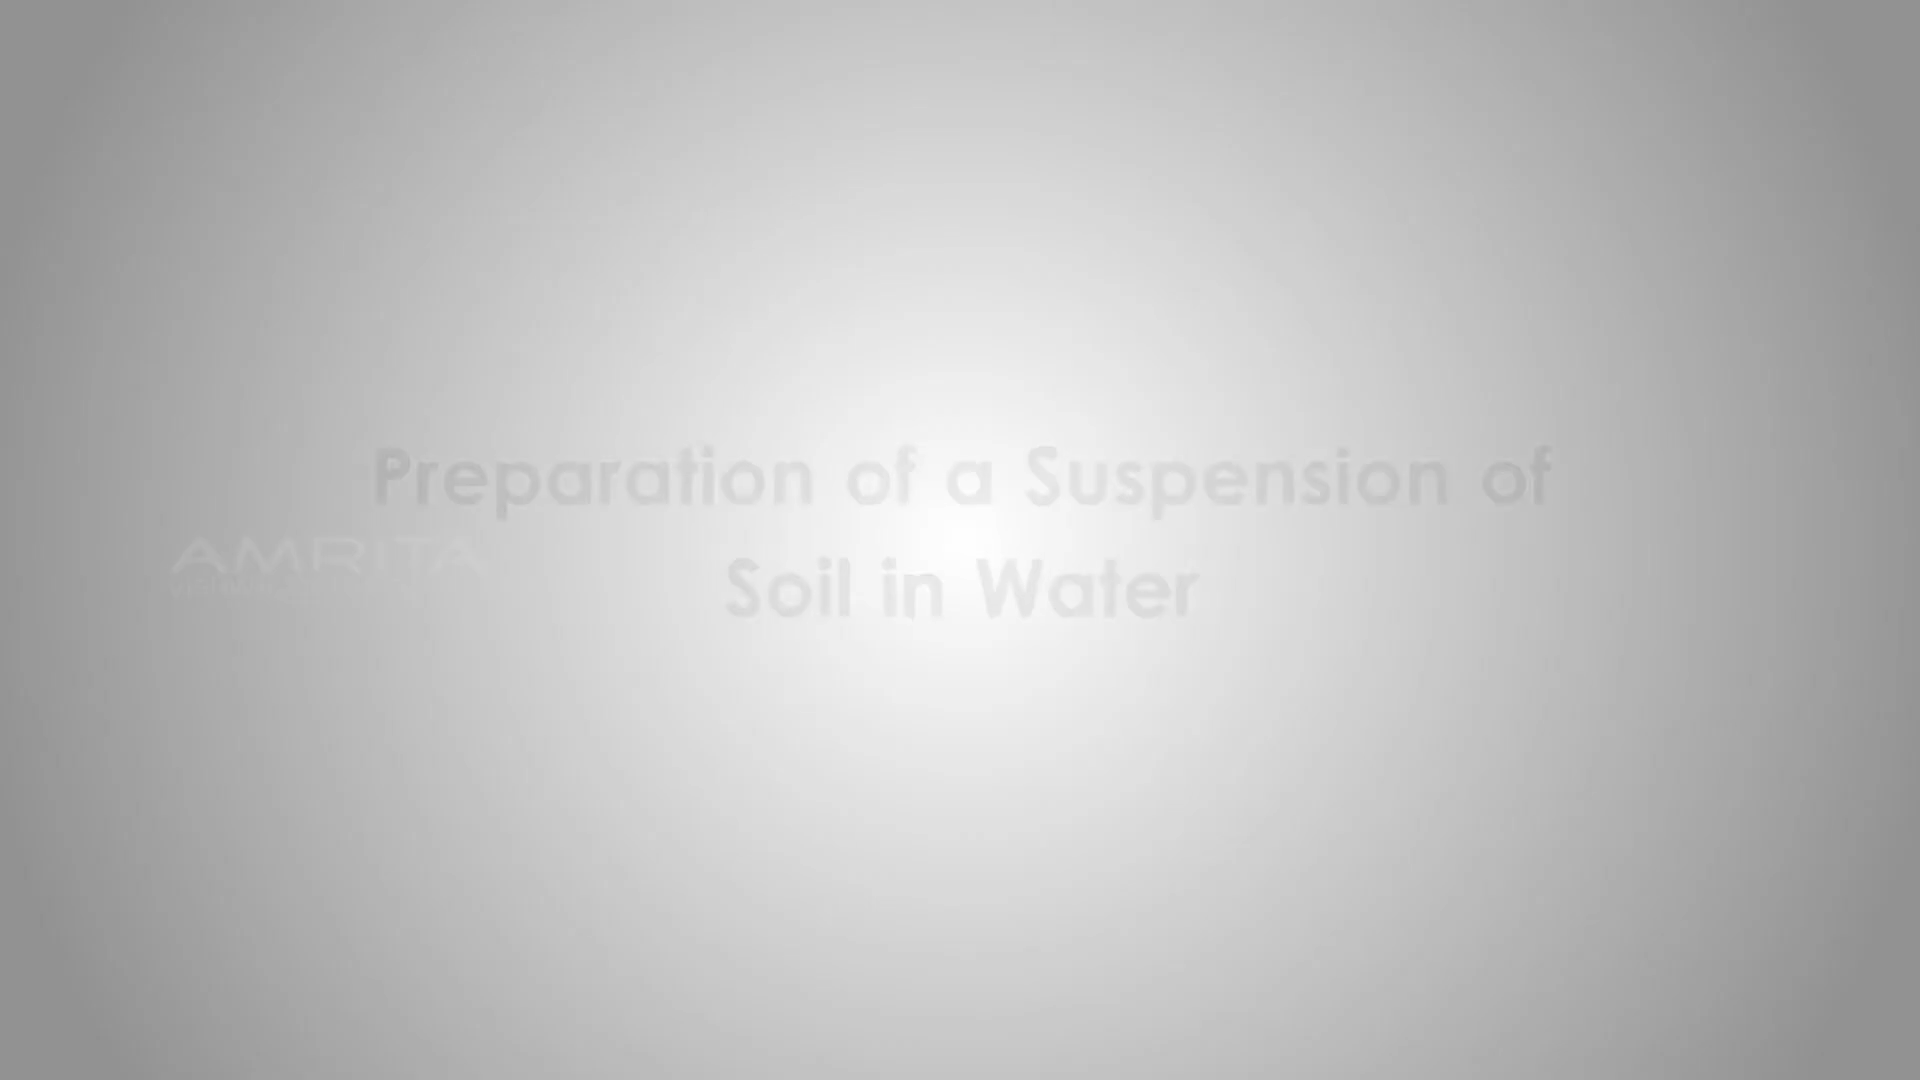 Preparation of a Suspension of
Soil in Water
AMRITA